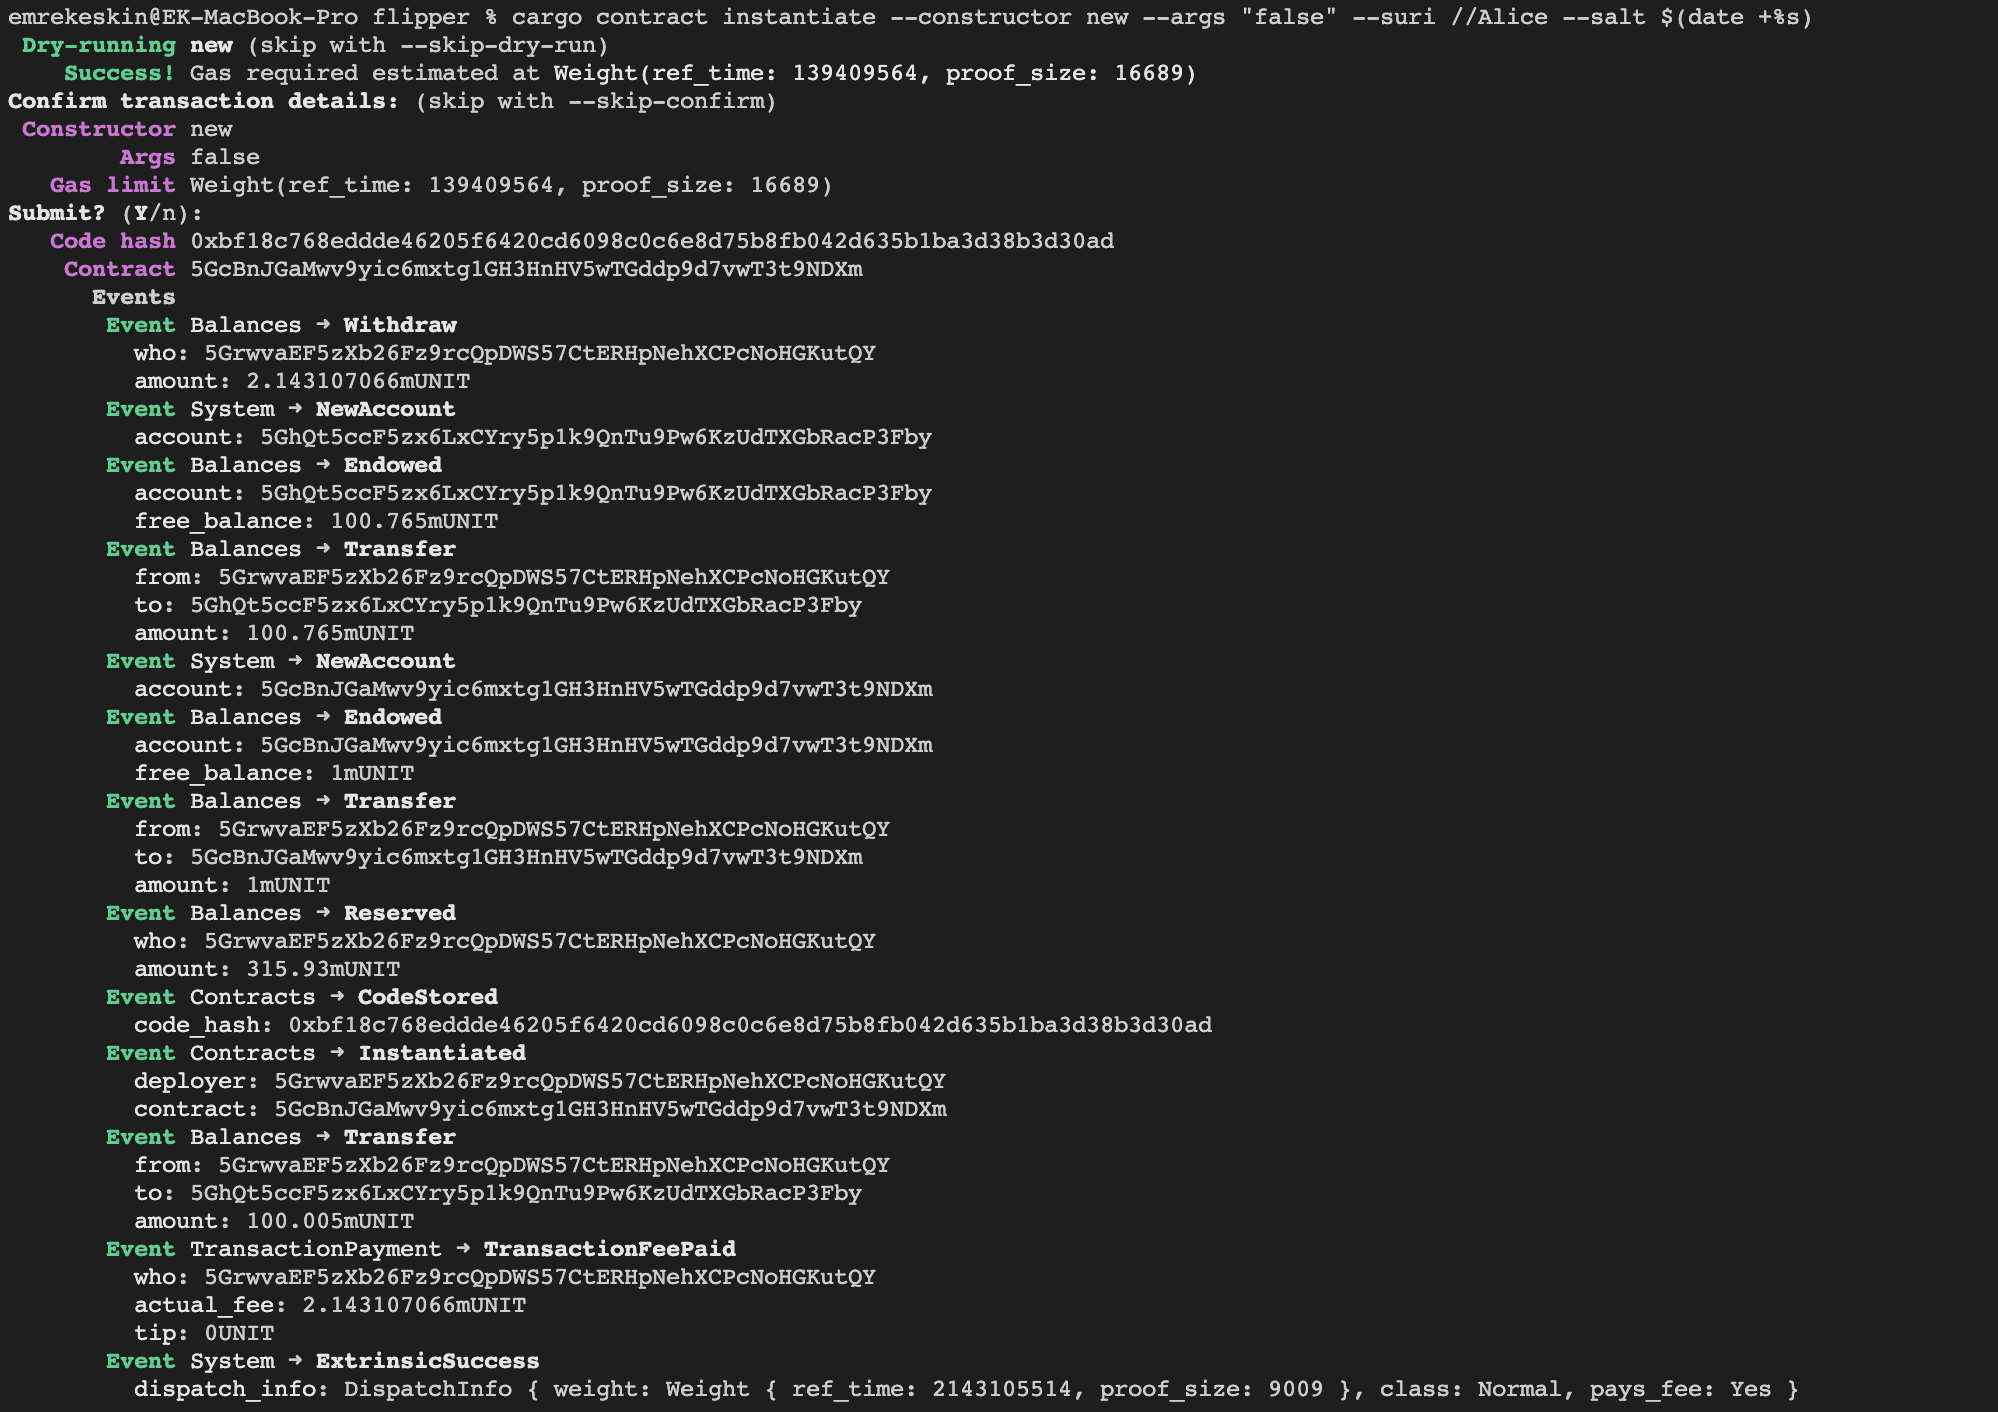 emrekeskin@EK-MacBook-Pro flipper % cargo contract instantiate --constructor new --args "false" --suri //Alice --salt $(date +%s)
Dry-running new (skip with --skip-dry-run)
Success! Gas required estimated at Weight(ref_time: 139409564, proof_size: 16689)
Confirm transaction details: (skip with --skip-confirm)
Constructor new
Args false
Gas limit Weight(ref_time: 139409564, proof_size: 16689)
Submit? (Y/n):
Code hash 0xbf18c768eddde46205f6420cd6098c0c6e8d75b8fb042d635b1ba3d38b3d30ad
Contract 5GcBnJGaMwv9yic6mxtg1GH3HnHV5wTGddp9d7vwT3t9NDXm
Events
Event Balances ➜ Withdraw
who: 5GrwvaEF5zXb26Fz9rcQpDWS57CtERHpNehXCPcNoHGKutQY
amount: 2.143107066mUNIT
Event System ➜ NewAccount
account: 5GhQt5ccF5zx6LxCYry5p1k9QnTu9Pw6KzUdTXGbRacP3Fby
Event Balances ➜ Endowed
account: 5GhQt5ccF5zx6LxCYry5p1k9QnTu9Pw6KzUdTXGbRacP3Fby
free_balance: 100.765mUNIT
Event Balances ➜ Transfer
from: 5GrwvaEF5zXb26Fz9rcQpDWS57CtERHpNehXCPcNoHGKutQY
to: 5GhQt5ccF5zx6LxCYry5p1k9QnTu9Pw6KzUdTXGbRacP3Fby
amount: 100.765mUNIT
Event System ➜ NewAccount
account: 5GcBnJGaMwv9yic6mxtg1GH3HnHV5wTGddp9d7vwT3t9NDXm
Event Balances ➜ Endowed
account: 5GcBnJGaMwv9yic6mxtg1GH3HnHV5wTGddp9d7vwT3t9NDXm
free_balance: 1mUNIT
Event Balances ➜ Transfer
from: 5GrwvaEF5zXb26Fz9rcQpDWS57CtERHpNehXCPcNoHGKutQY
to: 5GcBnJGaMwv9yic6mxtg1GH3HnHV5wTGddp9d7vwT3t9NDXm
amount: 1mUNIT
Event Balances ➜ Reserved
who: 5GrwvaEF5zXb26Fz9rcQpDWS57CtERHpNehXCPcNoHGKutQY
amount: 315.93mUNIT
Event Contracts ➜ CodeStored
code_hash: 0xbf18c768eddde46205f6420cd6098c0c6e8d75b8fb042d635b1ba3d38b3d30ad
Event Contracts ➜ Instantiated
deployer: 5GrwvaEF5zXb26Fz9rcQpDWS57CtERHpNehXCPcNoHGKutQY
contract: 5GcBnJGaMwv9yic6mxtg1GH3HnHV5wTGddp9d7vwT3t9NDXm
Event Balances ➜ Transfer
from: 5GrwvaEF5zXb26Fz9rcQpDWS57CtERHpNehXCPcNoHGKutQY
to: 5GhQt5ccF5zx6LxCYry5p1k9QnTu9Pw6KzUdTXGbRacP3Fby
amount: 100.005mUNIT
Event TransactionPayment ➜ TransactionFeePaid
who: 5GrwvaEF5zXb26Fz9rcQpDWS57CtERHpNehXCPcNoHGKutQY
actual_fee: 2.143107066mUNIT
tip: 0UNIT
Event System ➜ ExtrinsicSuccess
dispatch_info: DispatchInfo { weight: Weight { ref_time: 2143105514, proof_size: 9009 }, class: Normal, pays_fee: Yes }